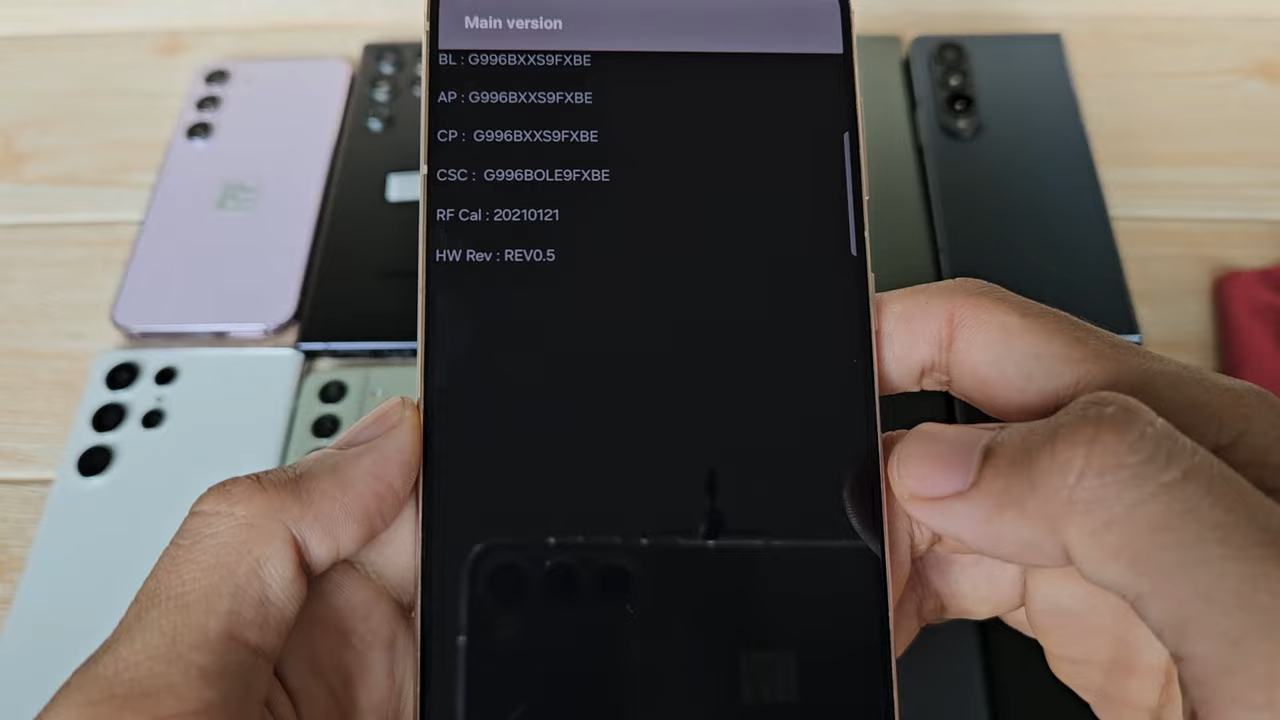 Main version
BL : G996BXXS9FXBE
AP : G996BXXS9FXBE
CP :  G996BXXS9FXBE
CSC :  G996BOLE9FXBE
RF Cal : 20210121
HW Rev : REV0.5